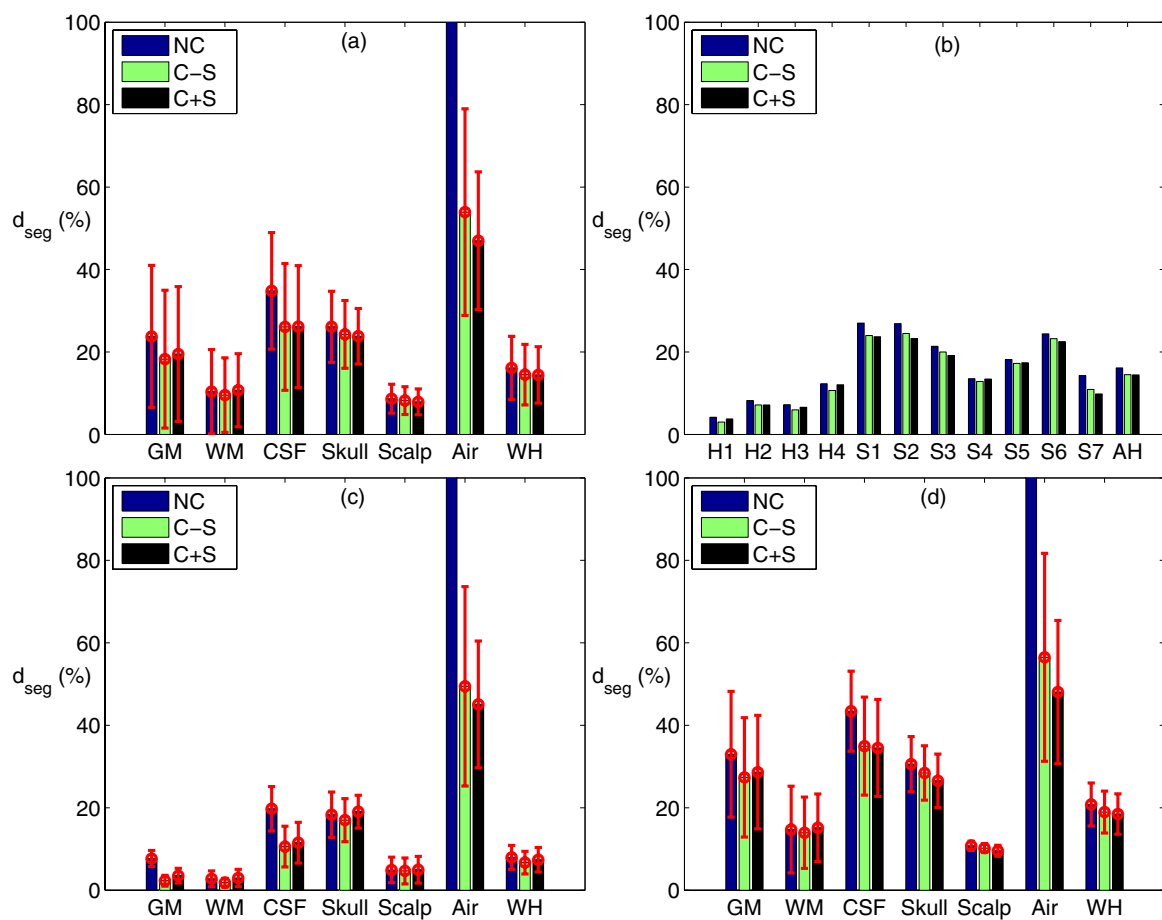 (a)
NC
C−S
C+S
100
80
60
40
20
0
d_seg (%)
GM WM CSF Skull Scalp Air WH
(b)
NC
C−S
C+S
100
80
60
40
20
0
d_seg (%)
H1 H2 H3 H4 S1 S2 S3 S4 S5 S6 S7 AH
(c)
NC
C−S
C+S
100
80
60
40
20
0
d_seg (%)
GM WM CSF Skull Scalp Air WH
(d)
NC
C−S
C+S
100
80
60
40
20
0
d_seg (%)
GM WM CSF Skull Scalp Air WH